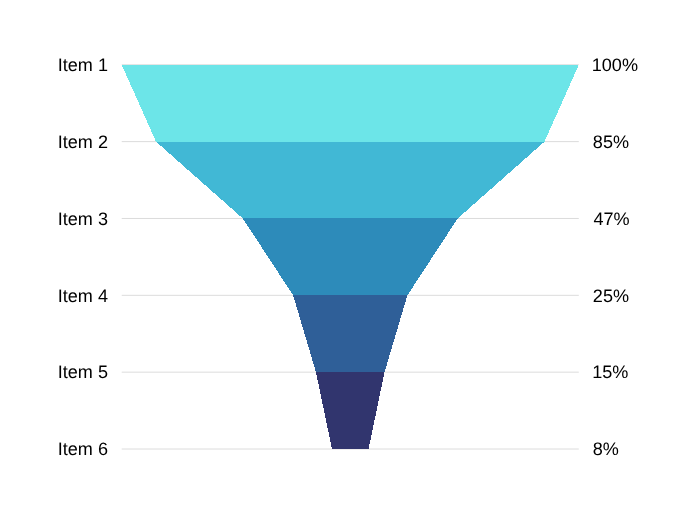 Item 1 100%
Item 2 85%
Item 3 47%
Item 4 25%
Item 5 15%
Item 6 8%